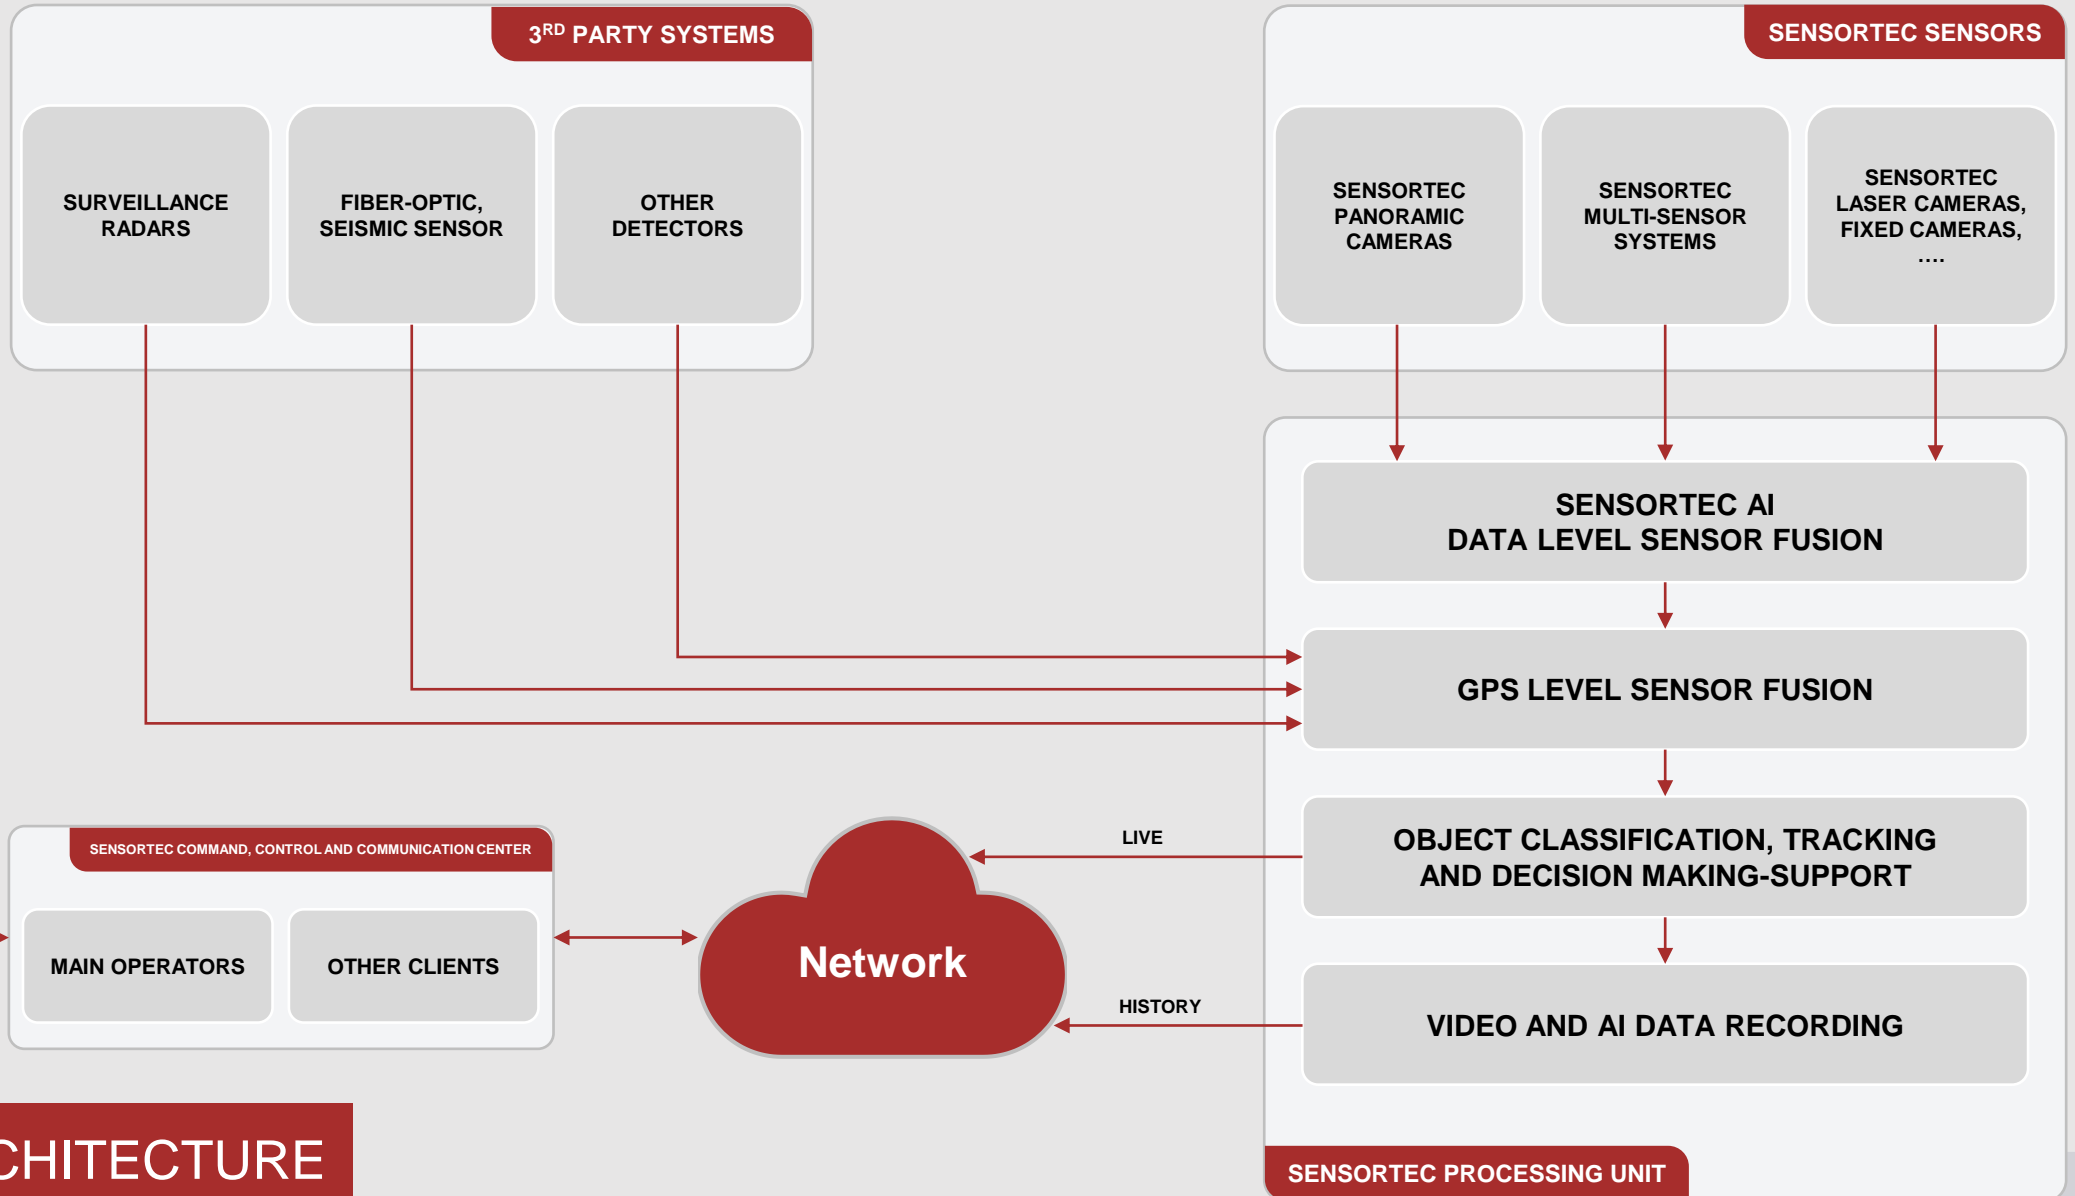 3RD PARTY SYSTEMS
SURVEILLANCE
RADARS
FIBER-OPTIC,
SEISMIC SENSOR
OTHER
DETECTORS
SENSORTEC SENSORS
SENSORTEC
PANORAMIC
CAMERAS
SENSORTEC
MULTI-SENSOR
SYSTEMS
SENSORTEC
LASER CAMERAS,
FIXED CAMERAS,
….
SENSORTEC AI
DATA LEVEL SENSOR FUSION
GPS LEVEL SENSOR FUSION
OBJECT CLASSIFICATION, TRACKING
AND DECISION MAKING-SUPPORT
VIDEO AND AI DATA RECORDING
SENSORTEC PROCESSING UNIT
LIVE
HISTORY
Network
SENSORTEC COMMAND, CONTROL AND COMMUNICATION CENTER
MAIN OPERATORS
OTHER CLIENTS
CHITECTURE